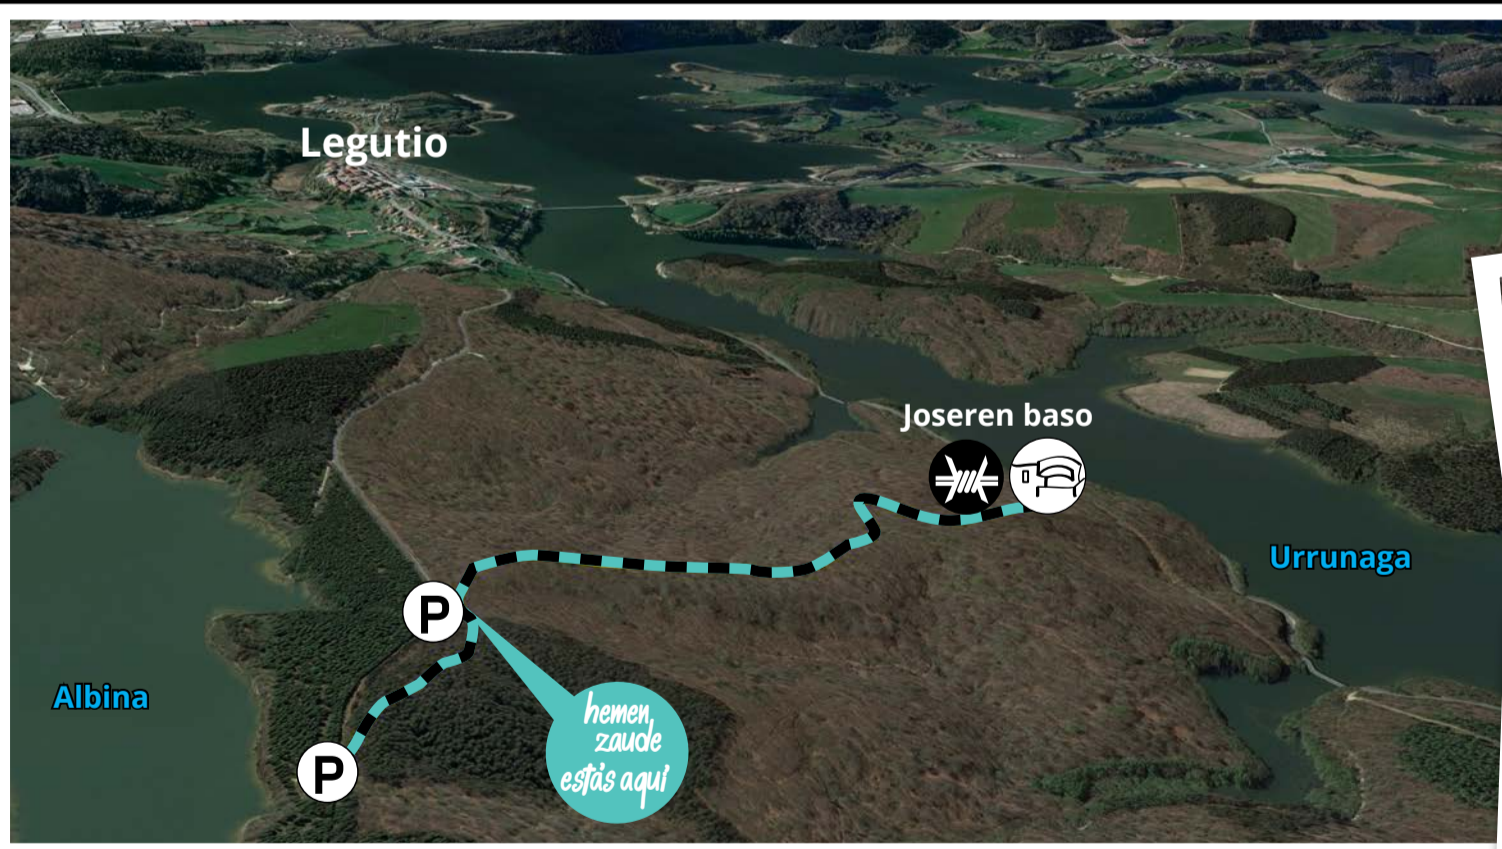 Legutio
Joseren baso
Urrunaga
P
Albina
P
hemen
zaude
estás aquí